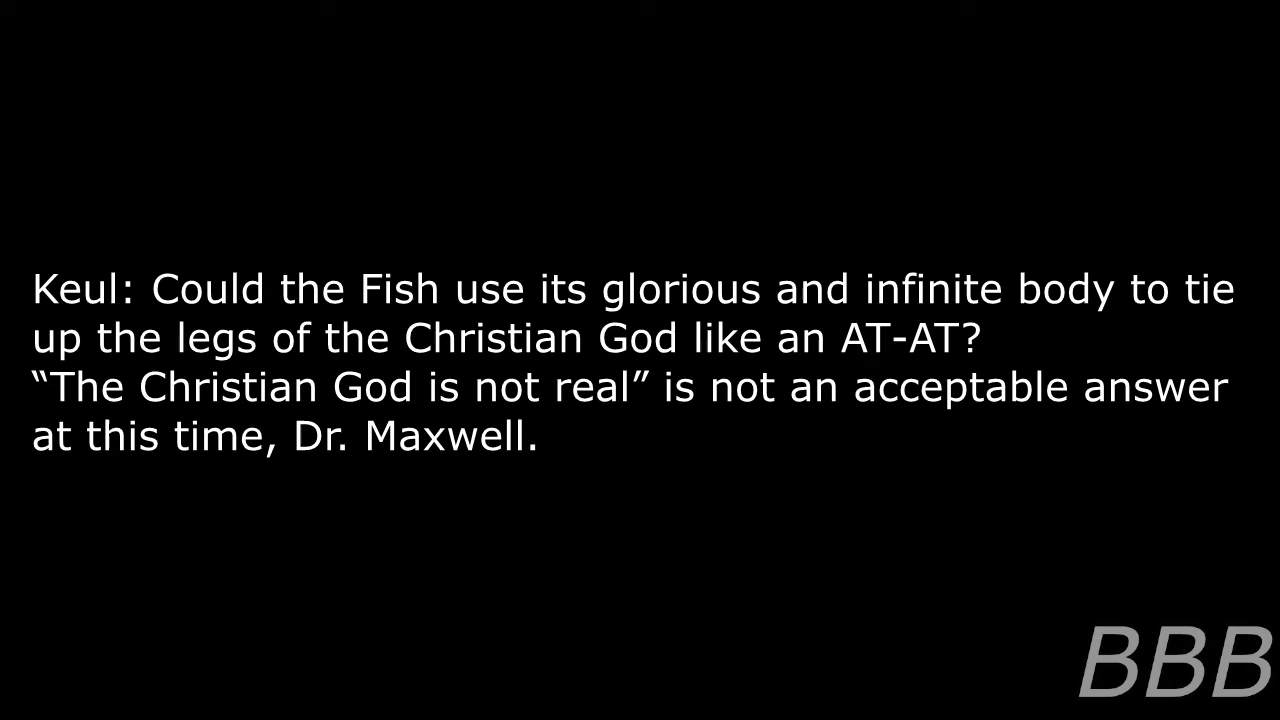 Keul: Could the Fish use its glorious and infinite body to tie
up the legs of the Christian God like an AT-AT?
“The Christian God is not real” is not an acceptable answer
at this time, Dr. Maxwell.
BBB